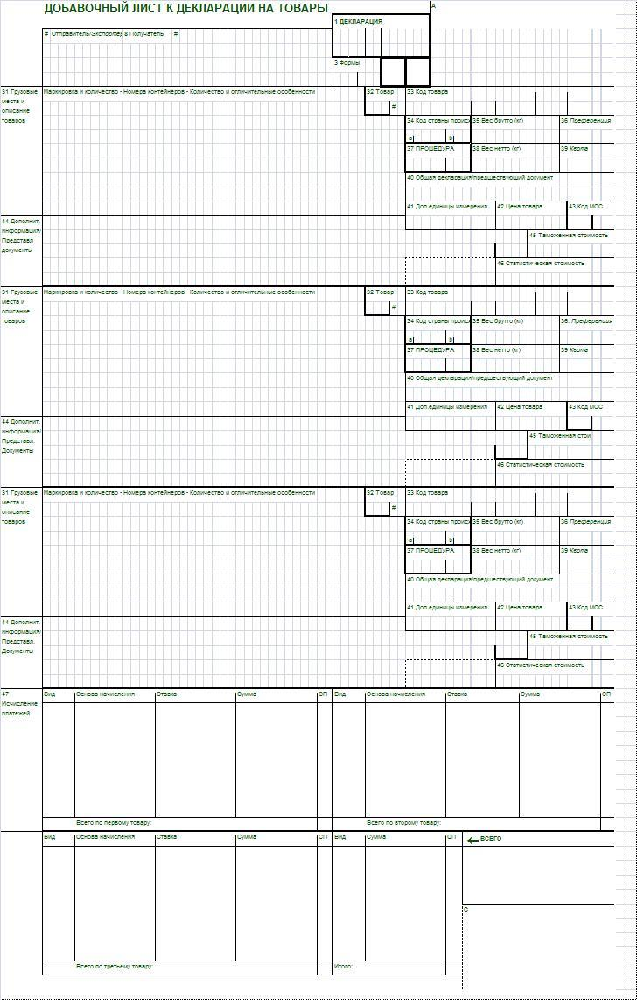 ДОБАВОЧНЫЙ ЛИСТ К ДЕКЛАРАЦИИ НА ТОВАРЫ
А
1 ДЕКЛАРАЦИЯ
# Отправитель/Экспортер 8 Получатель #
3 Формы
31 Грузовые места и описание товаров
Маркировка и количество - Номера контейнеров - Количество и отличительные особенности
32 Товар
#
33 Код товара
34 Код страны происх
a
b
35 Вес брутто (кг)
36 Преференция
37 ПРОЦЕДУРА
38 Вес нетто (кг)
39 Квота
40 Общая декларация/предшествующий документ
41 Доп.единицы измерения
42 Цена товара
43 Код МОС
44 Дополнит. информация/ Представл документы
45 Таможенная стоимость
46 Статистическая стоимость
31 Грузовые места и описание товаров
Маркировка и количество - Номера контейнеров - Количество и отличительные особенности
32 Товар
#
33 Код товара
34 Код страны происх
a
b
35 Вес брутто (кг)
36. Преференция
37 ПРОЦЕДУРА
38 Вес нетто (кг)
39 Квота
40 Общая декларация/предшествующий документ
41 Доп.единицы измерения
42 Цена товара
43 Код МОС
44 Дополнит. информация/ Представл. Документы
45 Таможенная стои
46 Статистическая стоимость
31 Грузовые места и описание товаров
Маркировка и количество - Номера контейнеров - Количество и отличительные особенности
32 Товар
#
33 Код товара
34 Код страны происх
a
b
35 Вес брутто (кг)
36 Преференция
37 ПРОЦЕДУРА
38 Вес нетто (кг)
39 Квота
40 Общая декларация/предшествующий документ
41 Доп.единицы измерения
42 Цена товара
43 Код МОС
44 Дополнит. информация/ Представл. Документы
45 Таможенная стоимость
46 Статистическая стоимость
47 Исчисление платежей
Вид Основа начисления Ставка Сумма СП Вид Основа начисления Ставка Сумма СП
Всего по первому товару: Всего по второму товару:
Вид Основа начисления Ставка Сумма СП Вид Сумма СП
← ВСЕГО
С
Всего по третьему товару: Итого: